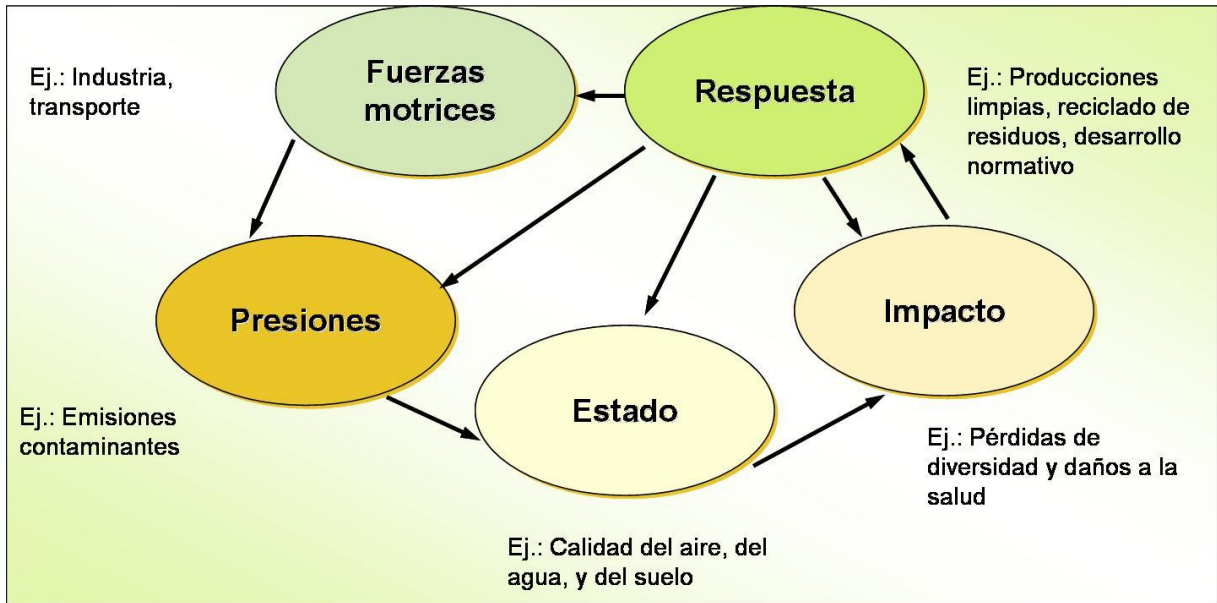 Ej.: Industria,
transporte
Fuerzas
motrices
Respuesta
Ej.: Producciones
limpias, reciclado de
residuos, desarrollo
normativo
Presiones
Impacto
Estado
Ej.: Emisiones
contaminantes
Ej.: Pérdidas de
diversidad y daños a la
salud
Ej.: Calidad del aire, del
agua, y del suelo